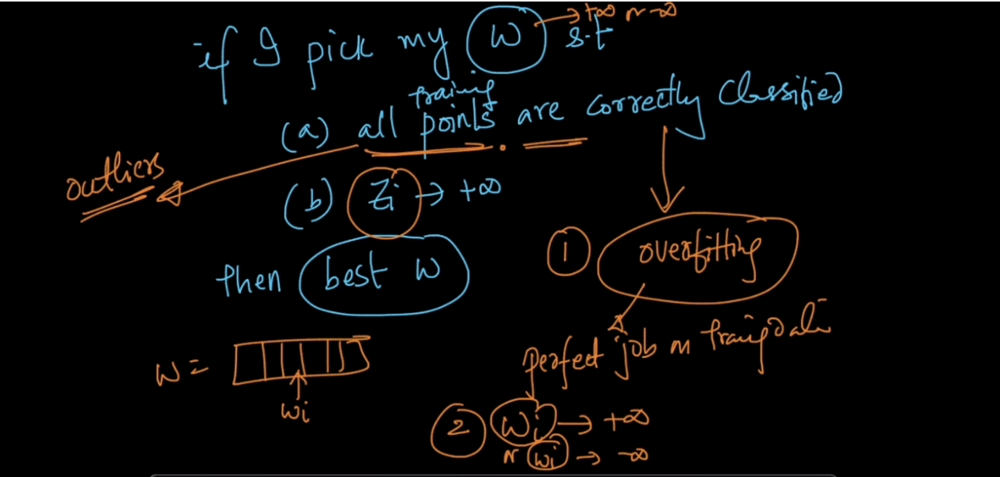 if I pick my w s.t → +∞ or -∞
(a) all training points are correctly classified
outliers
(b) Zi → +∞
1 overfitting
then best w
perfect job on traing data
w =
wi
2 wi → +∞
or wi → -∞